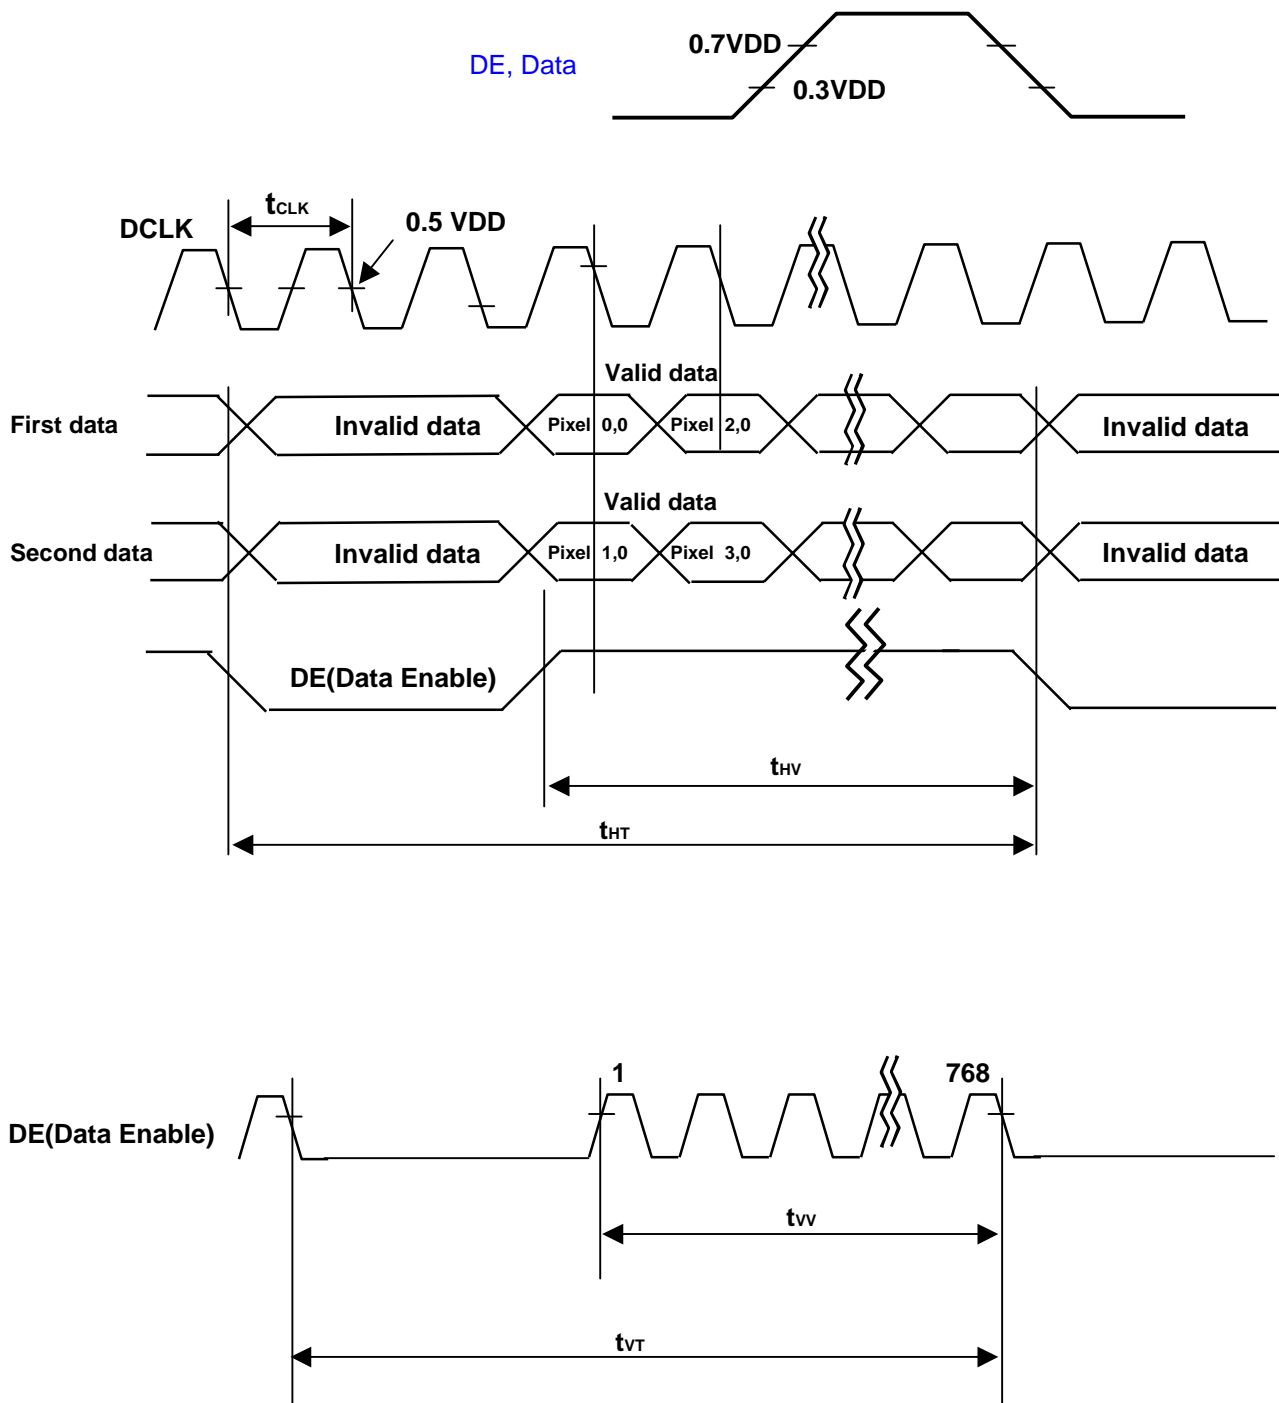 0.7VDD
DE, Data
0.3VDD
tCLK
0.5 VDD
DCLK
Valid data
First data
Invalid data
Pixel 0,0
Pixel 2,0
Invalid data
Valid data
Second data
Invalid data
Pixel 1,0
Pixel 3,0
Invalid data
DE(Data Enable)
tHV
tHT
1
768
DE(Data Enable)
tVV
tVT